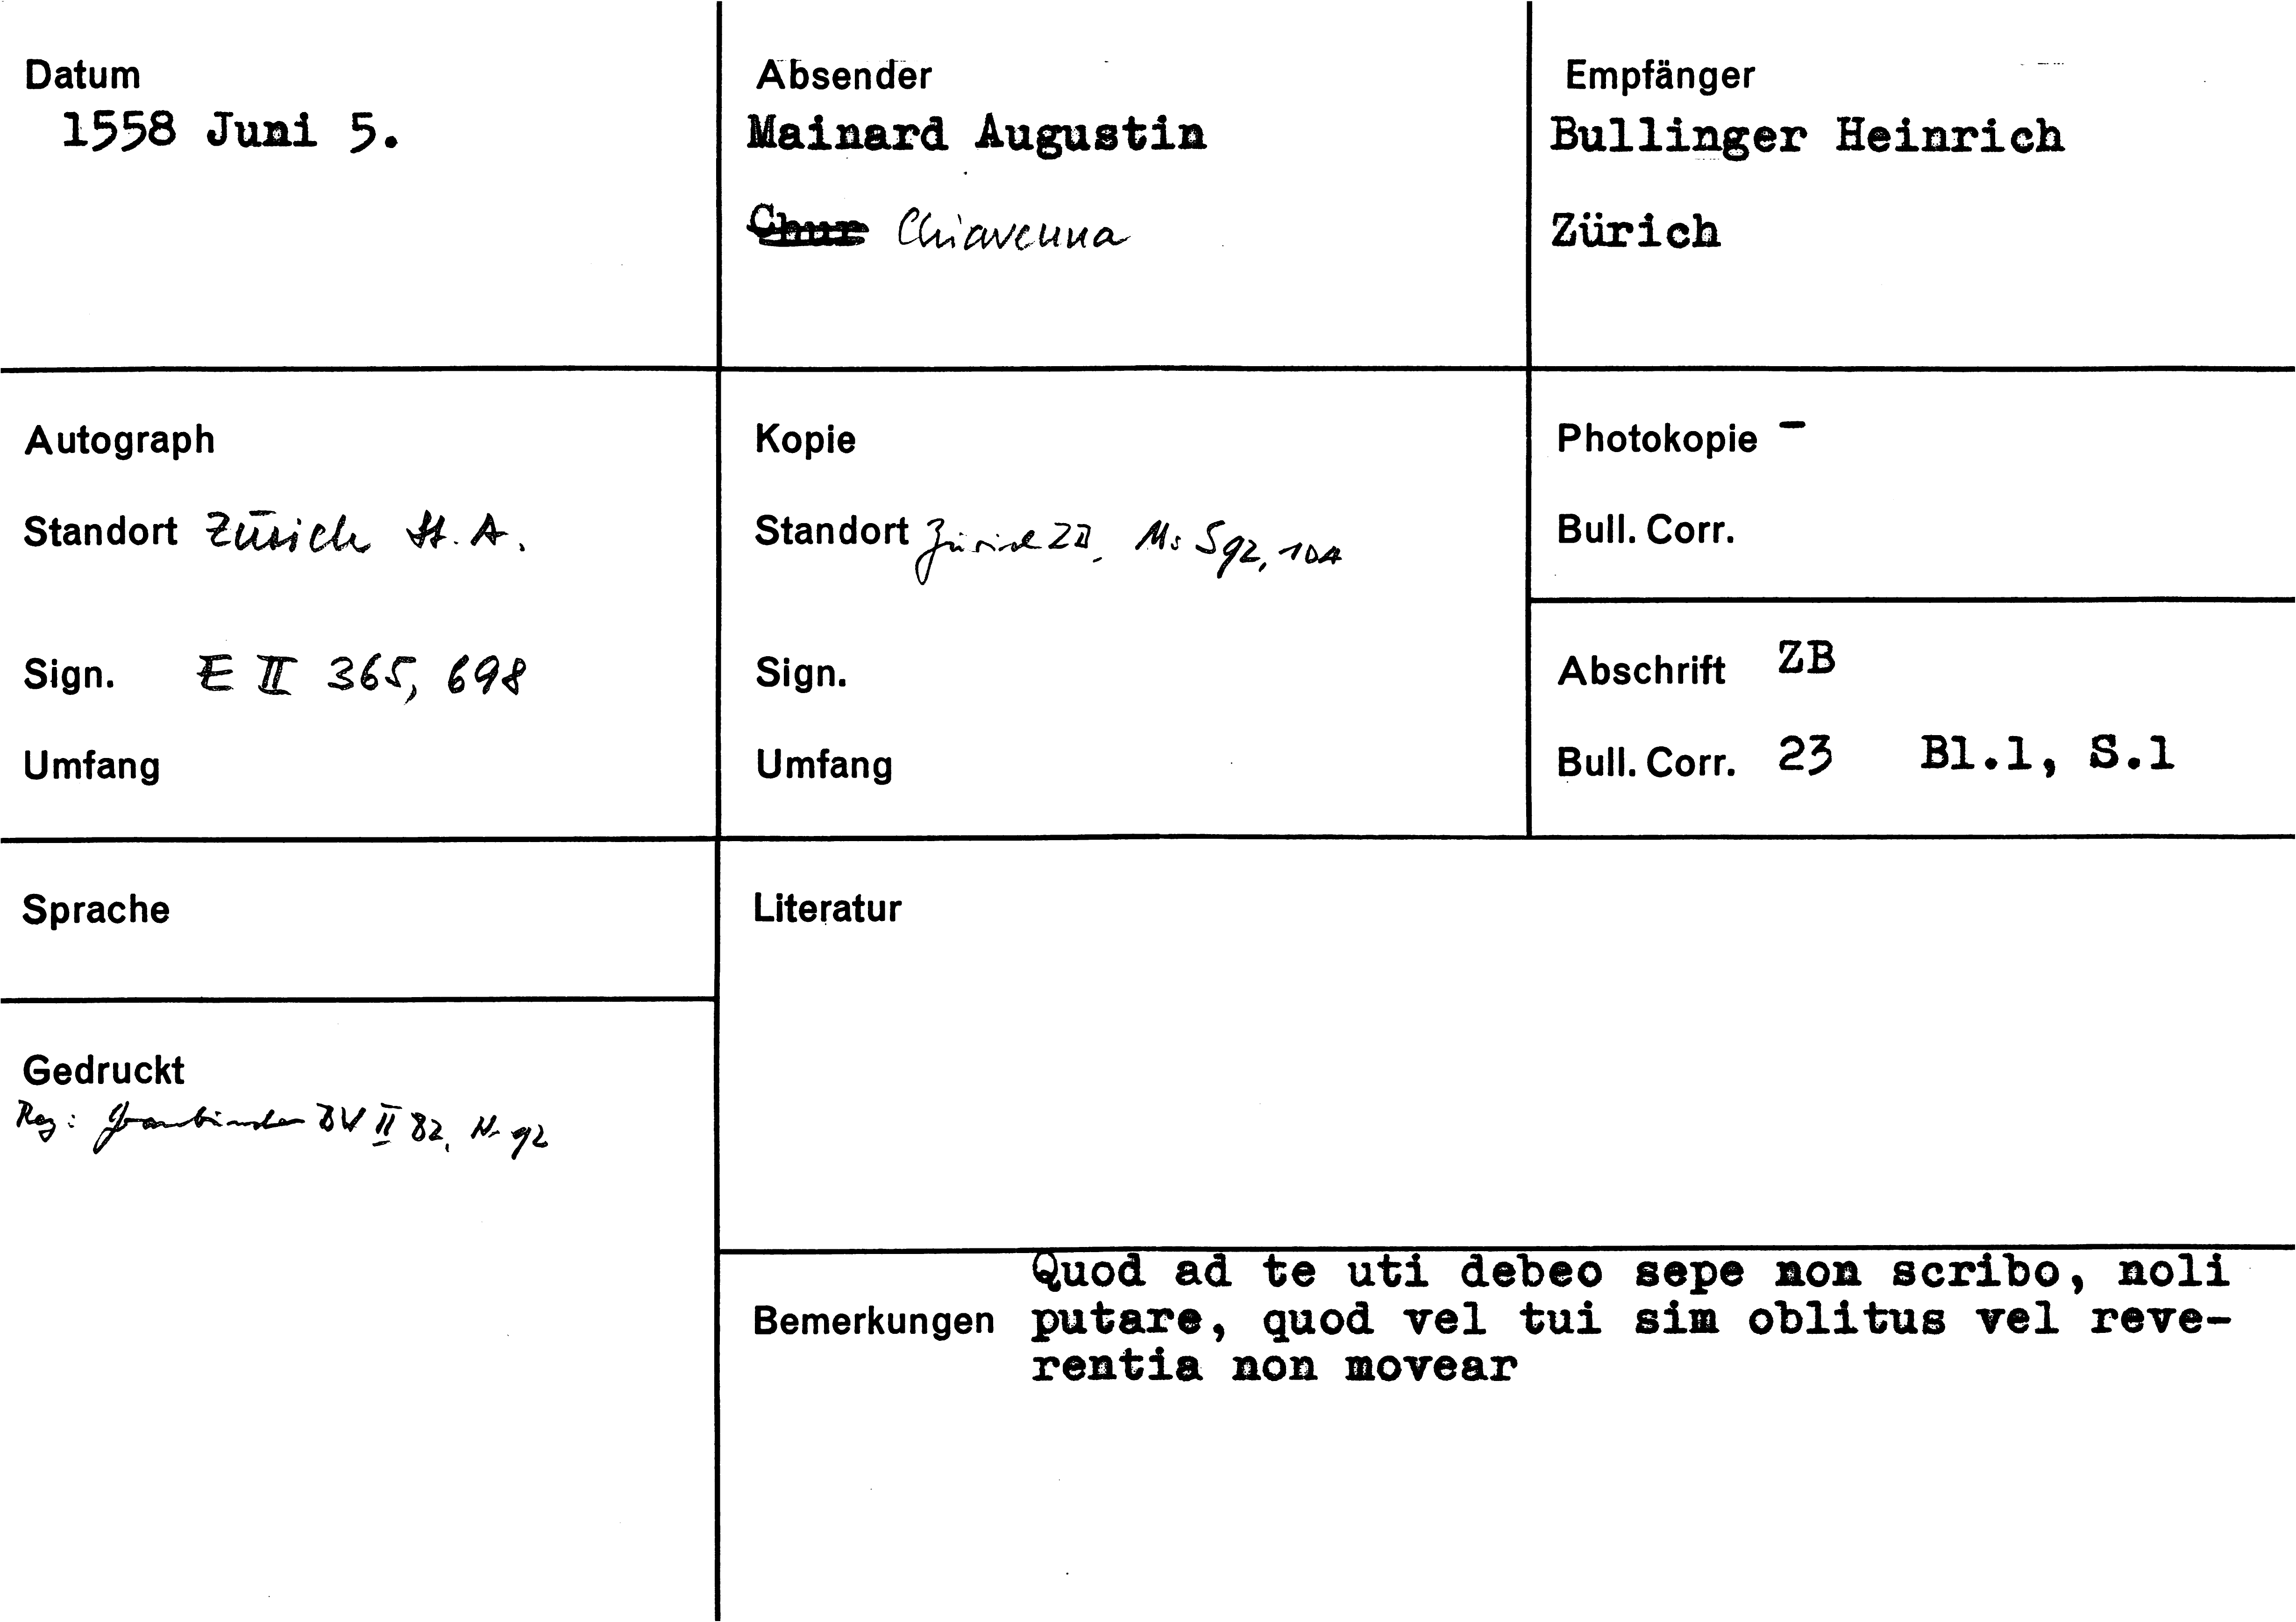 Datum
1558 Juni 5.
Absender
Mainard Augustin
Chur Chiavenna
Empfänger
Bullinger Heinrich
Zürich
Autograph
Standort Zürich St. A.
Sign. E II 365, 698
Umfang
Kopie
Standort Zürich ZB, Ms S 92, 104
Sign.
Umfang
Photokopie -
Bull. Corr.
Abschrift ZB
Bull. Corr. 23 Bl.1, S.1
Sprache
Literatur
Gedruckt
Reg: Graubünden BW II 82, Nr 92
Bemerkungen
Quod ad te uti debeo sepe non scribo, noli
putare, quod vel tui sim oblitus vel reve-
rentia non movear